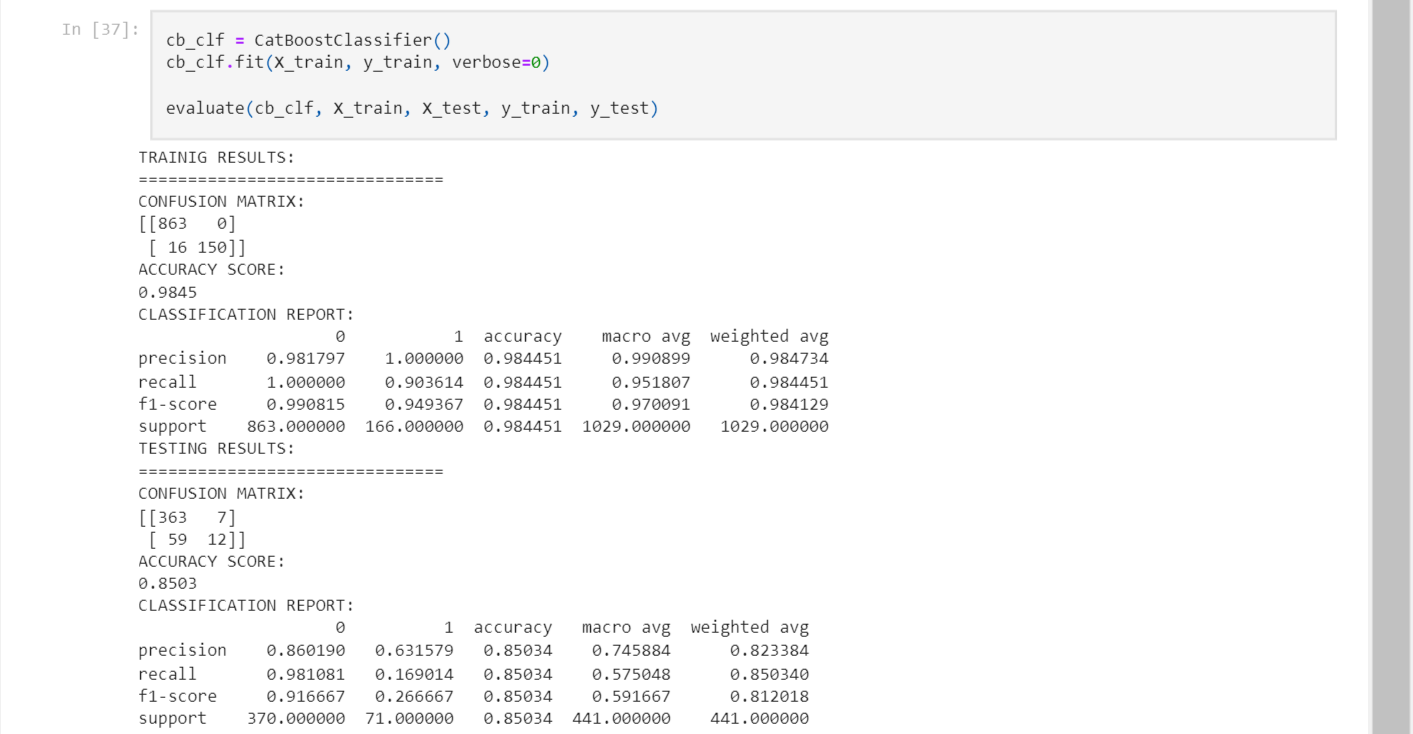 In [37]:
cb_clf = CatBoostClassifier()
cb_clf.fit(X_train, y_train, verbose=0)
evaluate(cb_clf, X_train, X_test, y_train, y_test)
TRAINIG RESULTS:
===============================
CONFUSION MATRIX:
[[863   0]
 [ 16 150]]
ACCURACY SCORE:
0.9845
CLASSIFICATION REPORT:
                    0           1  accuracy    macro avg  weighted avg
precision    0.981797    1.000000  0.984451     0.990899      0.984734
recall       1.000000    0.903614  0.984451     0.951807      0.984451
f1-score     0.990815    0.949367  0.984451     0.970091      0.984129
support    863.000000  166.000000  0.984451  1029.000000   1029.000000
TESTING RESULTS:
===============================
CONFUSION MATRIX:
[[363   7]
 [ 59  12]]
ACCURACY SCORE:
0.8503
CLASSIFICATION REPORT:
                    0          1  accuracy   macro avg  weighted avg
precision    0.860190   0.631579   0.85034    0.745884      0.823384
recall       0.981081   0.169014   0.85034    0.575048      0.850340
f1-score     0.916667   0.266667   0.85034    0.591667      0.812018
support    370.000000  71.000000   0.85034  441.000000    441.000000